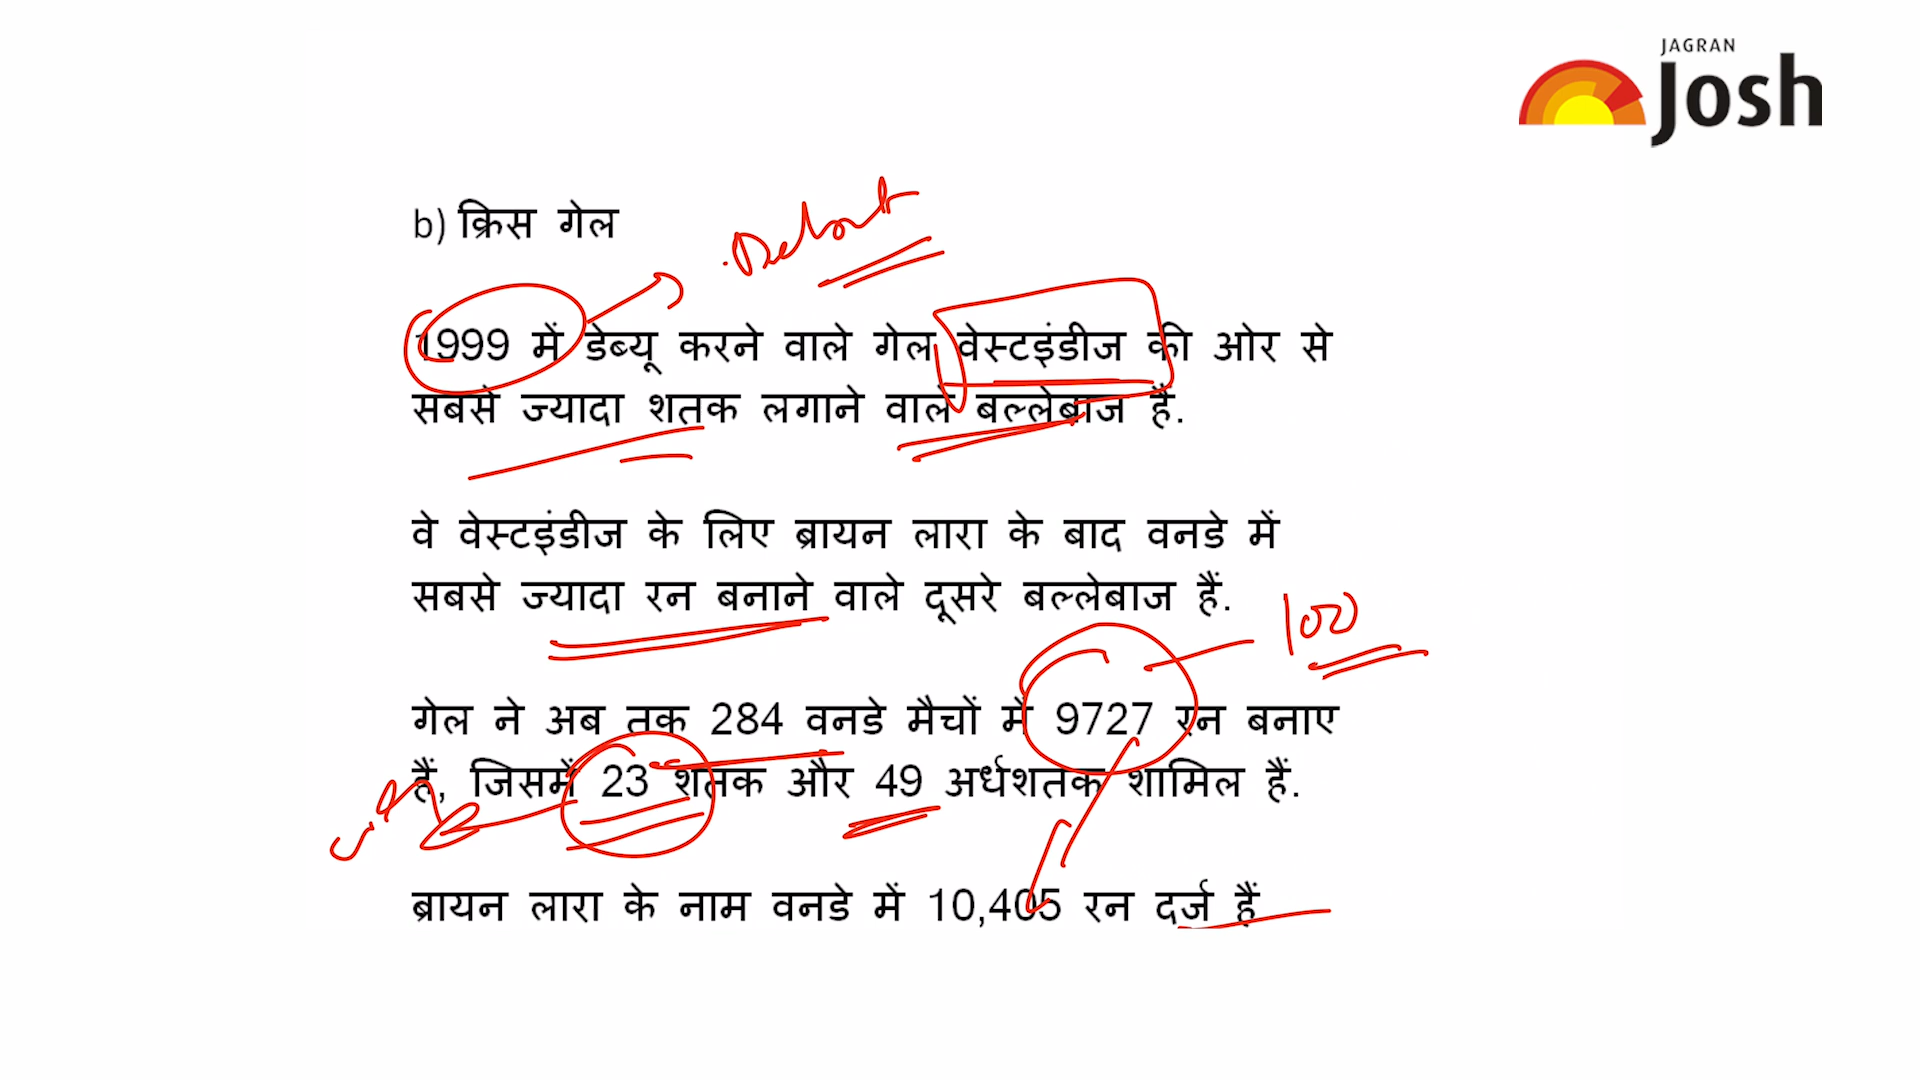 JAGRAN
Josh
b) क्रिस गेल
Debut
1999 में डेब्यू करने वाले गेल वेस्टइंडीज की ओर से
सबसे ज्यादा शतक लगाने वाले बल्लेबाज हैं.
वे वेस्टइंडीज के लिए ब्रायन लारा के बाद वनडे में
सबसे ज्यादा रन बनाने वाले दूसरे बल्लेबाज हैं.
100
गेल ने अब तक 284 वनडे मैचों में 9727 रन बनाए
हैं, जिसमें 23 शतक और 49 अर्धशतक शामिल हैं.
ब्रायन लारा के नाम वनडे में 10,405 रन दर्ज हैं